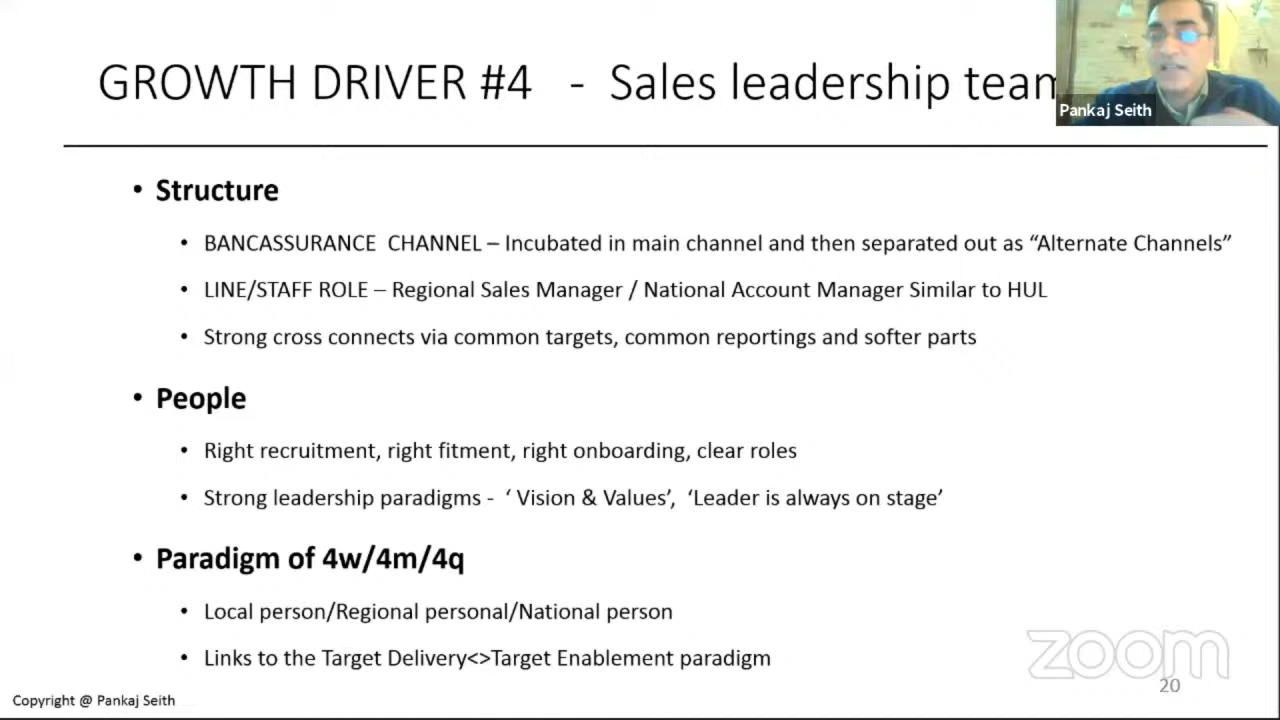 GROWTH DRIVER #4 - Sales leadership team
Pankaj Seith
• Structure
• BANCASSURANCE CHANNEL – Incubated in main channel and then separated out as “Alternate Channels”
• LINE/STAFF ROLE – Regional Sales Manager / National Account Manager Similar to HUL
• Strong cross connects via common targets, common reportings and softer parts
• People
• Right recruitment, right fitment, right onboarding, clear roles
• Strong leadership paradigms - ‘ Vision & Values’, ‘Leader is always on stage’
• Paradigm of 4w/4m/4q
• Local person/Regional personal/National person
• Links to the Target Delivery<>Target Enablement paradigm
zoom
20
Copyright @ Pankaj Seith